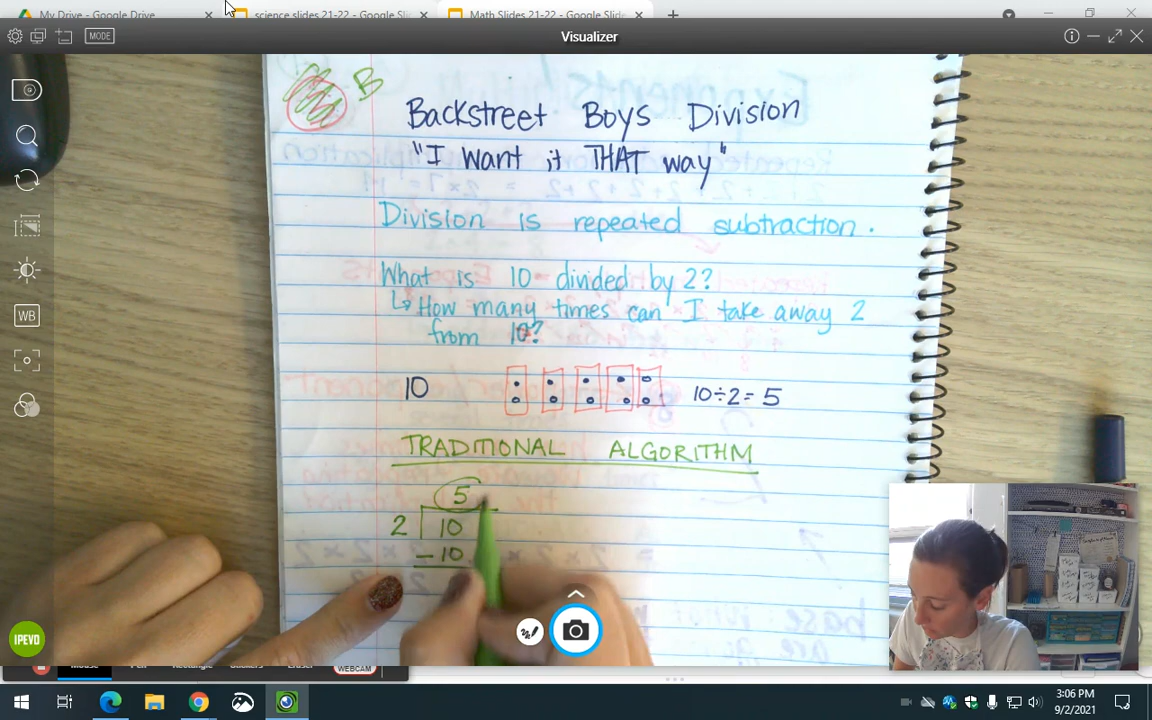 My Drive - Google Drive
science slides 21-22 - Google Sli
Math Slides 21-22 - Google Slides
MODE
Visualizer
B
Backstreet Boys Division
"I Want it THAT way"
Division is repeated subtraction.
What is 10 divided by 2?
↳ How many times can I take away 2
from 10?
10
10÷2=5
TRADITIONAL ALGORITHM
5
2 10
-10
WB
IPEVO
WEBCAM
3:06 PM
9/2/2021